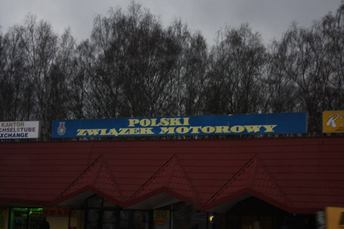 KANTOR
WECHSELSTUBE
EXCHANGE
POLSKI
ZWIĄZEK MOTOROWY